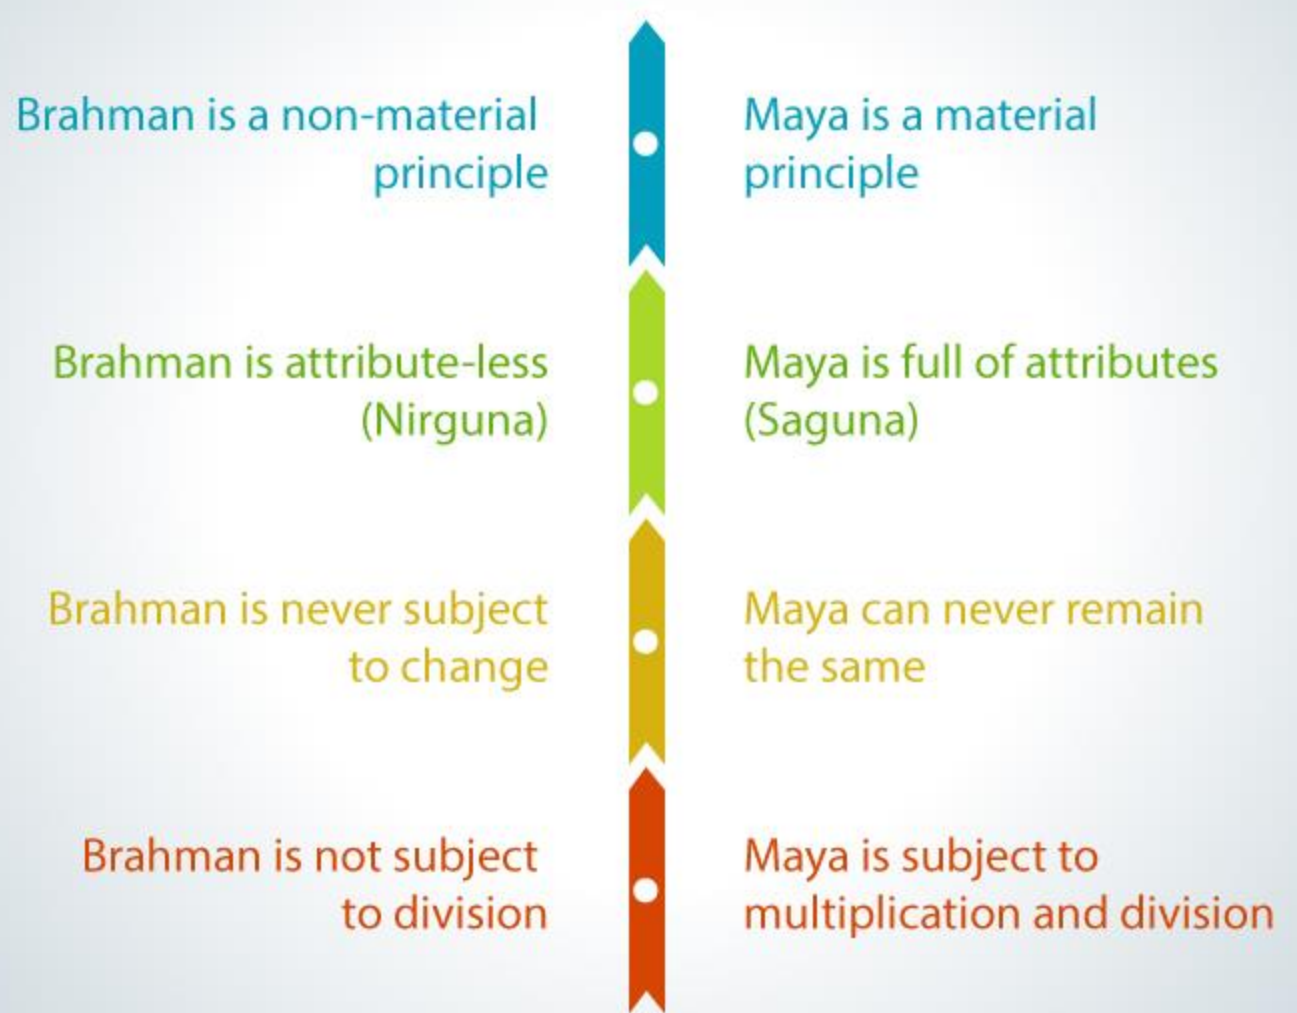 Brahman is a non-material
principle
Maya is a material
principle
Brahman is attribute-less
(Nirguna)
Maya is full of attributes
(Saguna)
Brahman is never subject
to change
Maya can never remain
the same
Brahman is not subject
to division
Maya is subject to
multiplication and division